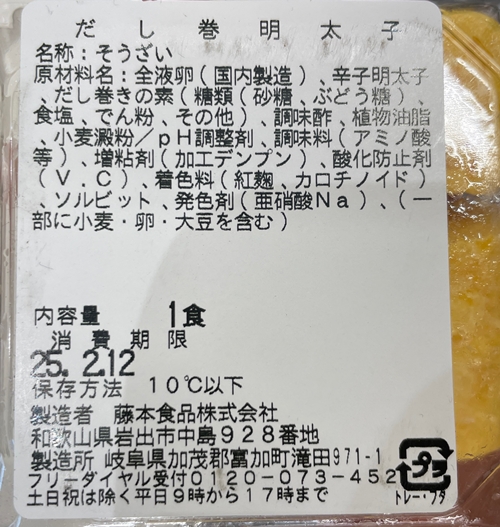 だし巻明太子
名称：そうざい
原材料名：全液卵（国内製造）、辛子明太子
、だし巻きの素（糖類（砂糖、ぶどう糖）、
食塩、でん粉、その他）、調味酢、植物油脂
、小麦澱粉／ｐＨ調整剤、調味料（アミノ酸
等）、増粘剤（加工デンプン）、酸化防止剤
（Ｖ．Ｃ）、着色料（紅麹、カロチノイド）
、ソルビット、発色剤（亜硝酸Ｎａ）、（一
部に小麦・卵・大豆を含む）
内容量 1食
消費期限
25. 2.12
保存方法 １０℃以下
製造者 藤本食品株式会社
和歌山県岩出市中島９２８番地
製造所 岐阜県加茂郡富加町滝田971-1
フリーダイヤル受付0120-073-452
土日祝は除く平日９時から１７時まで
プラ
トレー・フタ